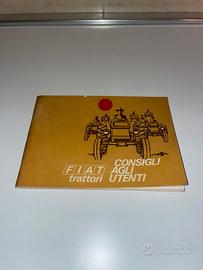 FIAT
trattori
CONSIGLI
AGLI
UTENTI
Subito.it